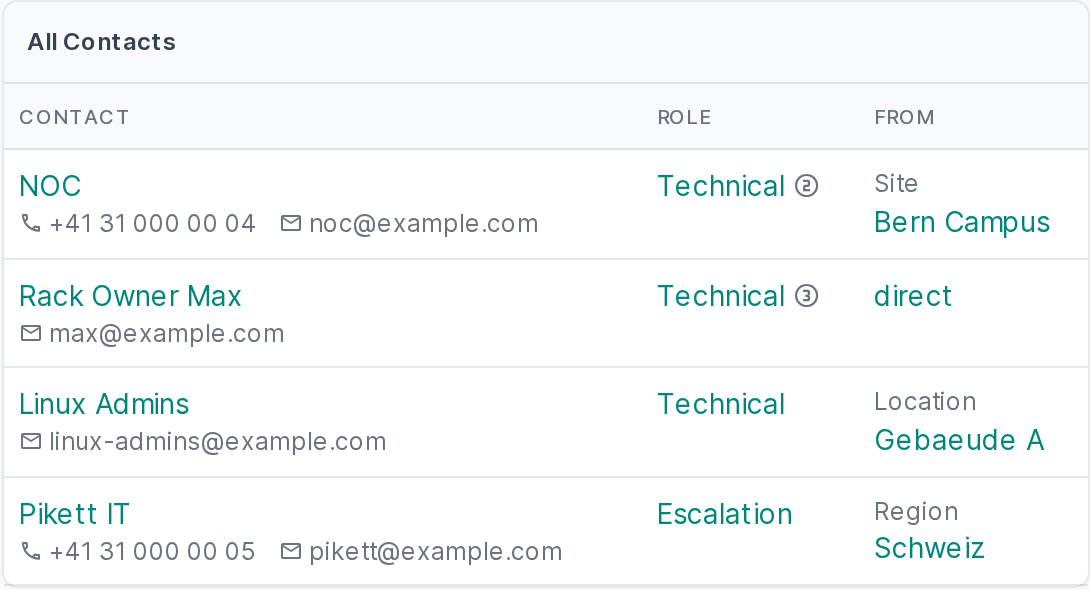 All Contacts
CONTACT ROLE FROM
NOC Technical ② Site
+41 31 000 00 04 noc@example.com Bern Campus
Rack Owner Max Technical ③ direct
max@example.com
Linux Admins Technical Location
linux-admins@example.com Gebaeude A
Pikett IT Escalation Region
+41 31 000 00 05 pikett@example.com Schweiz